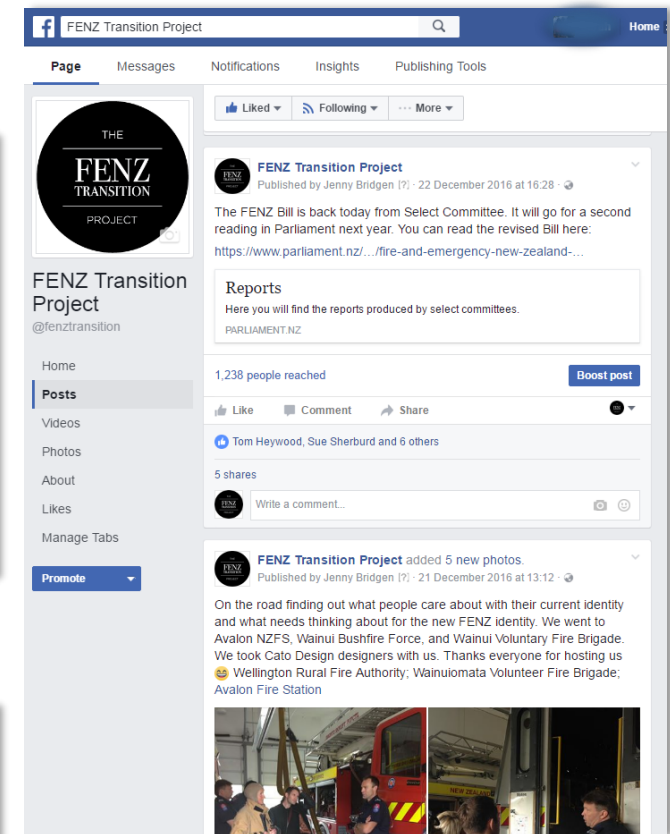 FENZ Transition Project
Home
Page Messages Notifications Insights Publishing Tools
THE
FENZ
TRANSITION
PROJECT
FENZ Transition
Project
@fenztransition
Home
Posts
Videos
Photos
About
Likes
Manage Tabs
Promote
Liked Following More
FENZ Transition Project
Published by Jenny Bridgen [?] · 22 December 2016 at 16:28 ·
The FENZ Bill is back today from Select Committee. It will go for a second
reading in Parliament next year. You can read the revised Bill here:
https://www.parliament.nz/…/fire-and-emergency-new-zealand-…
Reports
Here you will find the reports produced by select committees.
PARLIAMENT.NZ
1,238 people reached
Boost post
Like Comment Share
Tom Heywood, Sue Sherburd and 6 others
5 shares
Write a comment...
FENZ Transition Project added 5 new photos.
Published by Jenny Bridgen [?] · 21 December 2016 at 13:12 ·
On the road finding out what people care about with their current identity
and what needs thinking about for the new FENZ identity. We went to
Avalon NZFS, Wainui Bushfire Force, and Wainui Voluntary Fire Brigade.
We took Cato Design designers with us. Thanks everyone for hosting us
😄 Wellington Rural Fire Authority; Wainuiomata Volunteer Fire Brigade;
Avalon Fire Station
NEW ZEALAND